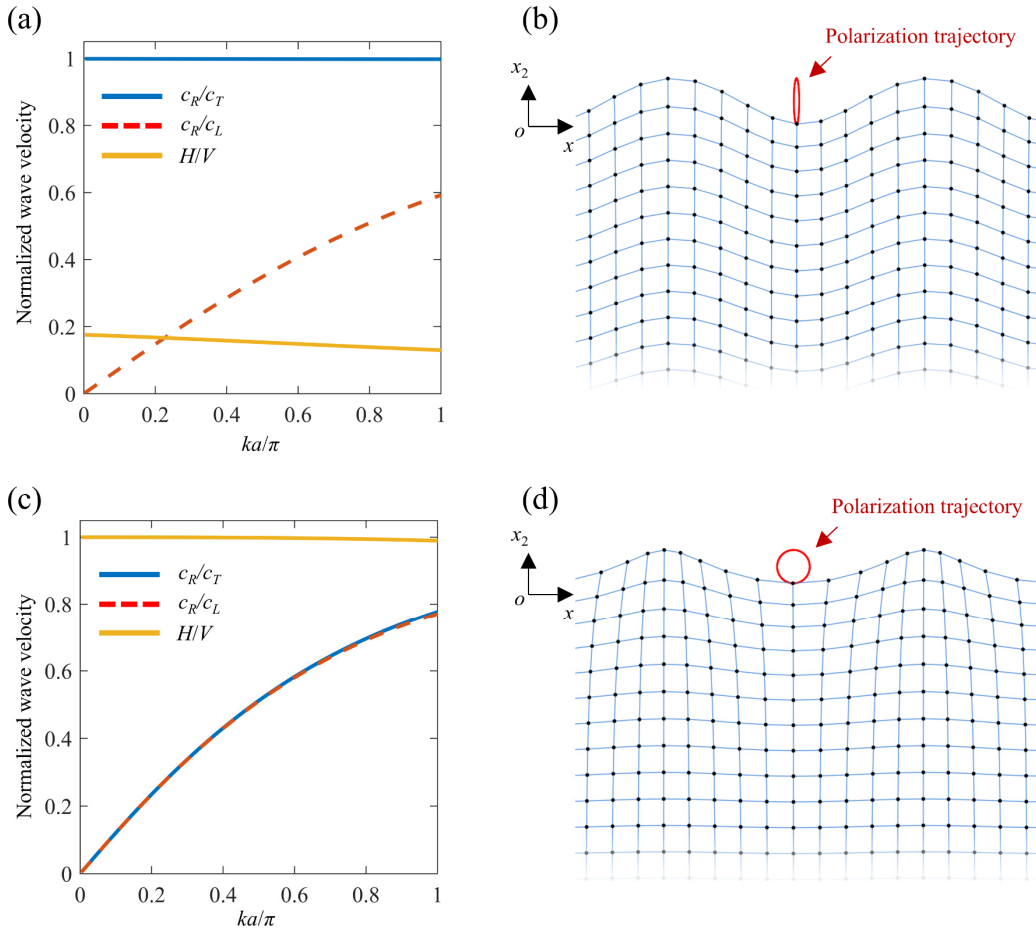 (a)
Normalized wave velocity
1
0.8
0.6
0.4
0.2
0
c_R/c_T
c_R/c_L
H/V
0 0.2 0.4 0.6 0.8 1
ka/π
(b)
Polarization trajectory
x_2
o
x
(c)
Normalized wave velocity
1
0.8
0.6
0.4
0.2
0
c_R/c_T
c_R/c_L
H/V
0 0.2 0.4 0.6 0.8 1
ka/π
(d)
Polarization trajectory
x_2
o
x